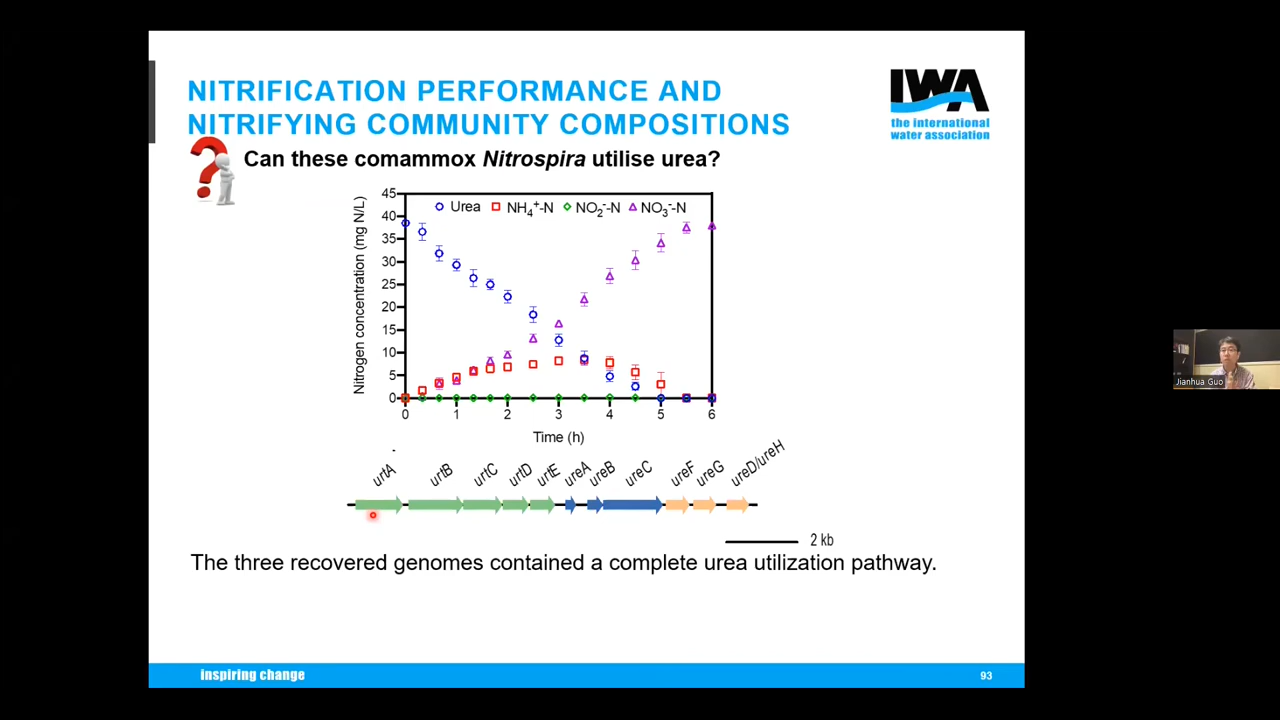 NITRIFICATION PERFORMANCE AND
NITRIFYING COMMUNITY COMPOSITIONS
IWA
the international
water association
Can these comammox Nitrospira utilise urea?
Nitrogen concentration (mg N/L)
45
40
35
30
25
20
15
10
5
0
Urea NH₄⁺-N NO₂⁻-N NO₃⁻-N
0 1 2 3 4 5 6
Time (h)
urtA urtB urtC urtD urtE ureA ureB ureC ureF ureG ureD/ureH
2 kb
The three recovered genomes contained a complete urea utilization pathway.
inspiring change
93
Jianhua Guo